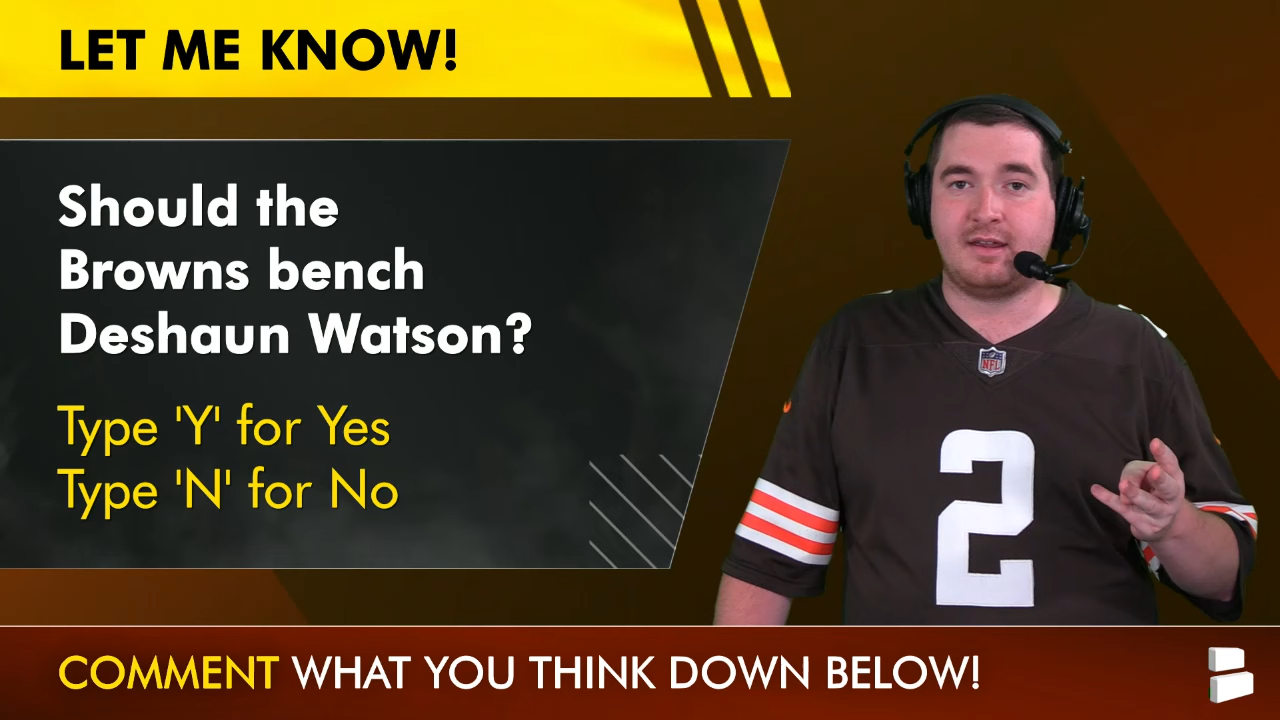 LET ME KNOW!
Should the
Browns bench
Deshaun Watson?
Type 'Y' for Yes
Type 'N' for No
NFL
2
COMMENT WHAT YOU THINK DOWN BELOW!